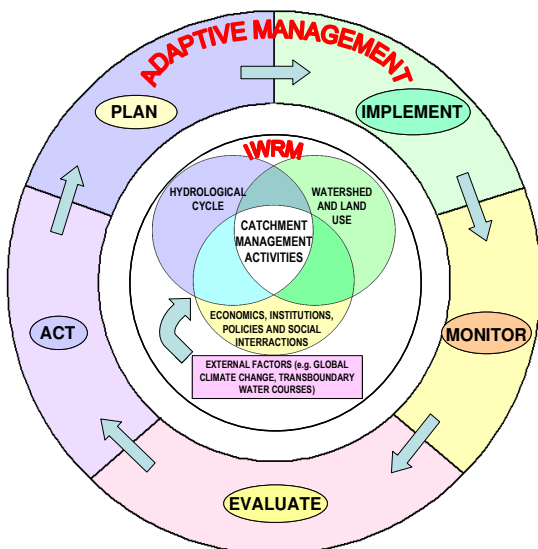 ADAPTIVE MANAGEMENT
PLAN
IMPLEMENT
IWRM
HYDROLOGICAL
CYCLE
WATERSHED
AND LAND
USE
CATCHMENT
MANAGEMENT
ACTIVITIES
ECONOMICS, INSTITUTIONS,
POLICIES AND SOCIAL
INTERRACTIONS
ACT
MONITOR
EXTERNAL FACTORS (e.g. GLOBAL
CLIMATE CHANGE, TRANSBOUNDARY
WATER COURSES)
EVALUATE